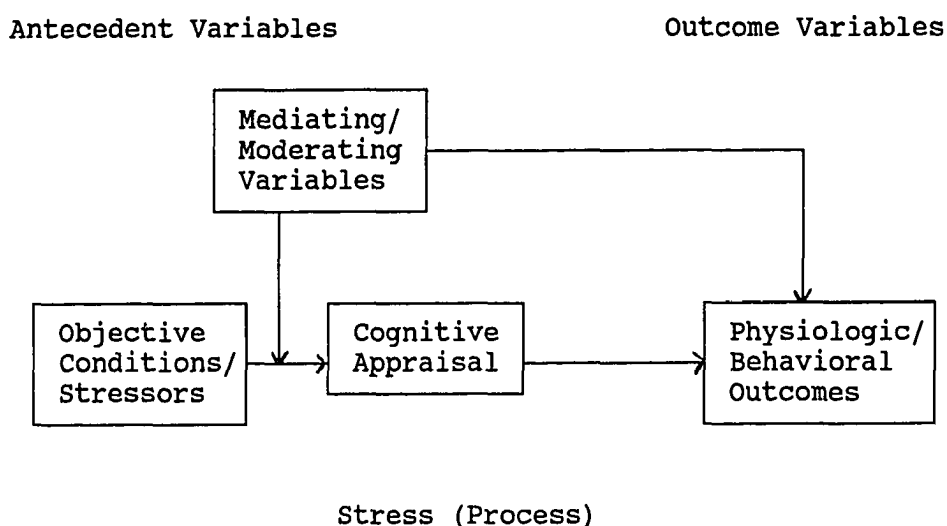 Antecedent Variables
Outcome Variables
Mediating/
Moderating
Variables
Objective
Conditions/
Stressors
Cognitive
Appraisal
Physiologic/
Behavioral
Outcomes
Stress (Process)